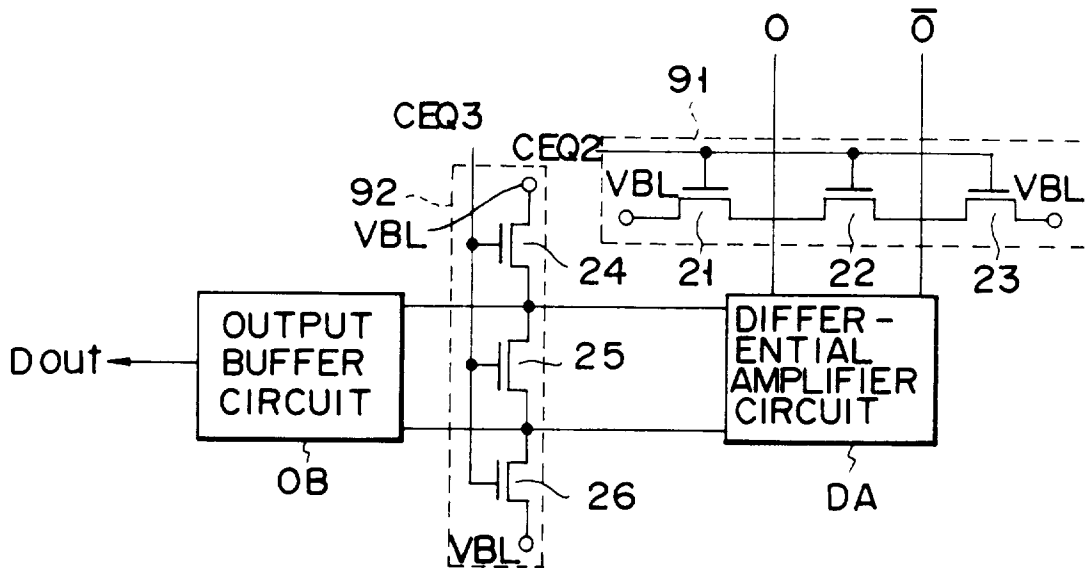 O
O̅
91
CEQ3
CEQ2
92
VBL
VBL
VBL
24
21
22
23
OUTPUT
BUFFER
CIRCUIT
DIFFER-
ENTIAL
AMPLIFIER
CIRCUIT
Dout
25
OB
26
DA
VBL